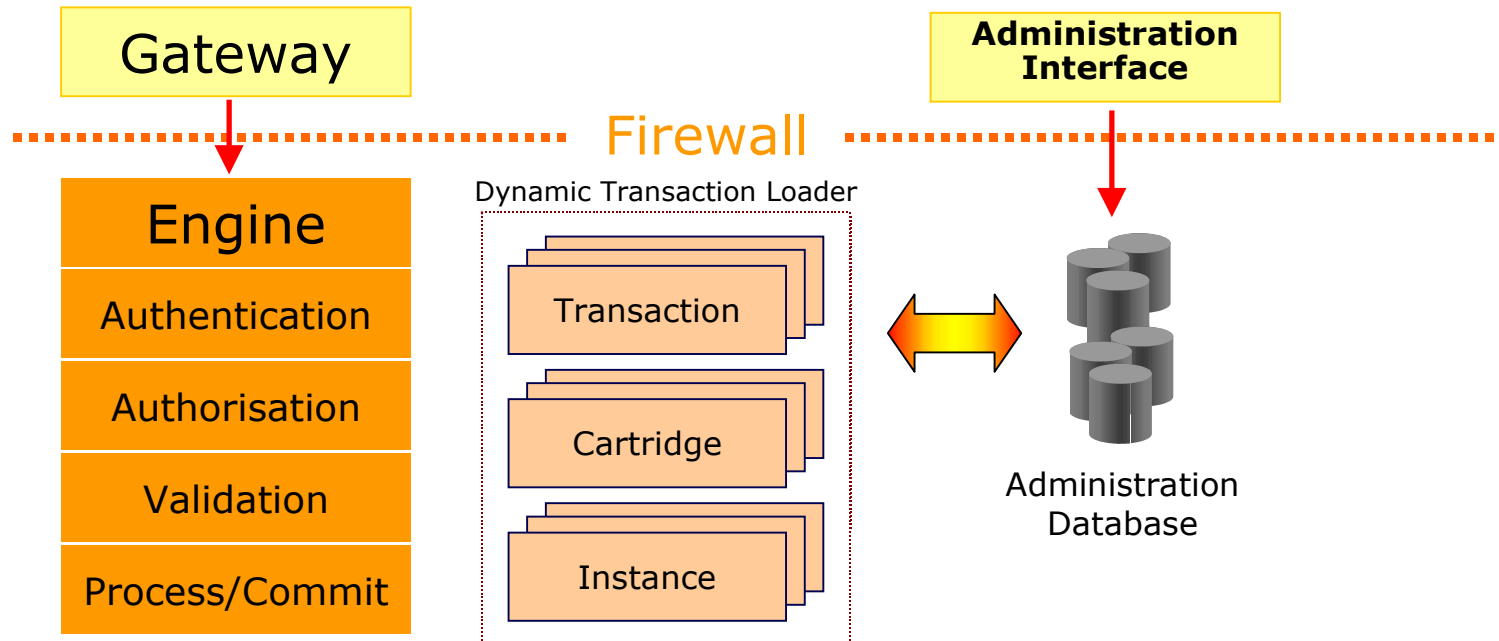 Gateway
Administration
Interface
Firewall
Engine
Authentication
Authorisation
Validation
Process/Commit
Dynamic Transaction Loader
Transaction
Cartridge
Instance
Administration
Database